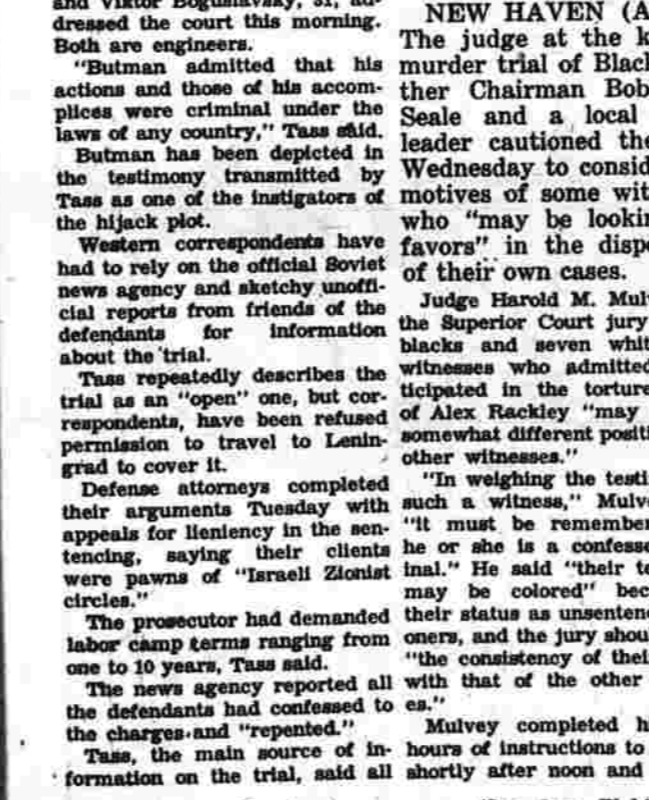 and Viktor Boguslavsky, 31, ad-
dressed the court this morning.
Both are engineers.
"Butman admitted that his
actions and those of his accom-
plices were criminal under the
laws of any country," Tass said.
Butman has been depicted in
the testimony transmitted by
Tass as one of the instigators of
the hijack plot.
Western correspondents have
had to rely on the official Soviet
news agency and sketchy unoffi-
cial reports from friends of the
defendants for information
about the trial.
Tass repeatedly describes the
trial as an "open" one, but cor-
respondents, have been refused
permission to travel to Lenin-
grad to cover it.
Defense attorneys completed
their arguments Tuesday with
appeals for lieniency in the sen-
tencing, saying their clients
were pawns of "Israeli Zionist
circles."
The prosecutor had demanded
labor camp terms ranging from
one to 10 years, Tass said.
The news agency reported all
the defendants had confessed to
the charges and "repented."
Tass, the main source of in-
formation on the trial, said all
NEW HAVEN (A
The judge at the k
murder trial of Black
ther Chairman Bob
Seale and a local
leader cautioned the
Wednesday to consid
motives of some wit
who "may be lookin
favors" in the dispo
of their own cases.
Judge Harold M. Mul
the Superior Court jury
blacks and seven whit
witnesses who admitted
ticipated in the torture
of Alex Rackley "may
somewhat different positi
other witnesses."
"In weighing the testi
such a witness," Mulve
"it must be remember
he or she is a confesse
inal." He said "their te
may be colored" bec
their status as unsentenc
oners, and the jury shou
"the consistency of thei
with that of the other
es."
Mulvey completed h
hours of instructions to
shortly after noon and